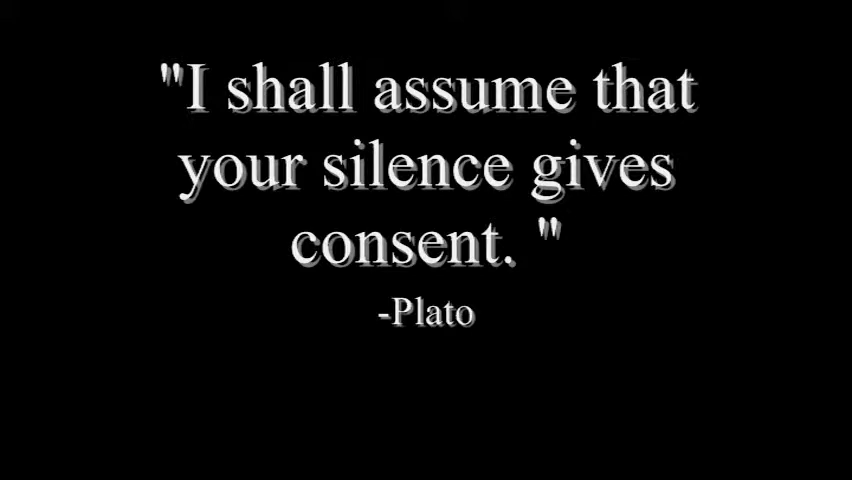 "I shall assume that
your silence gives
consent. "
-Plato